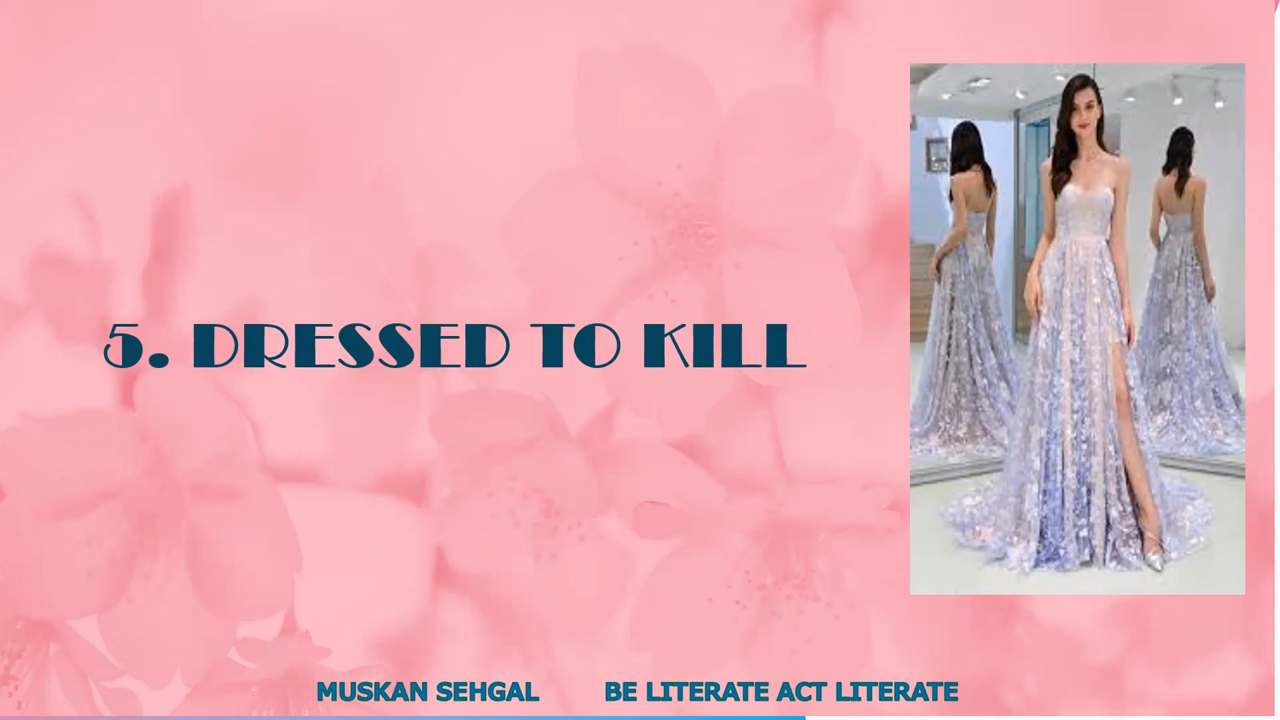 5. DRESSED TO KILL
MUSKAN SEHGAL BE LITERATE ACT LITERATE